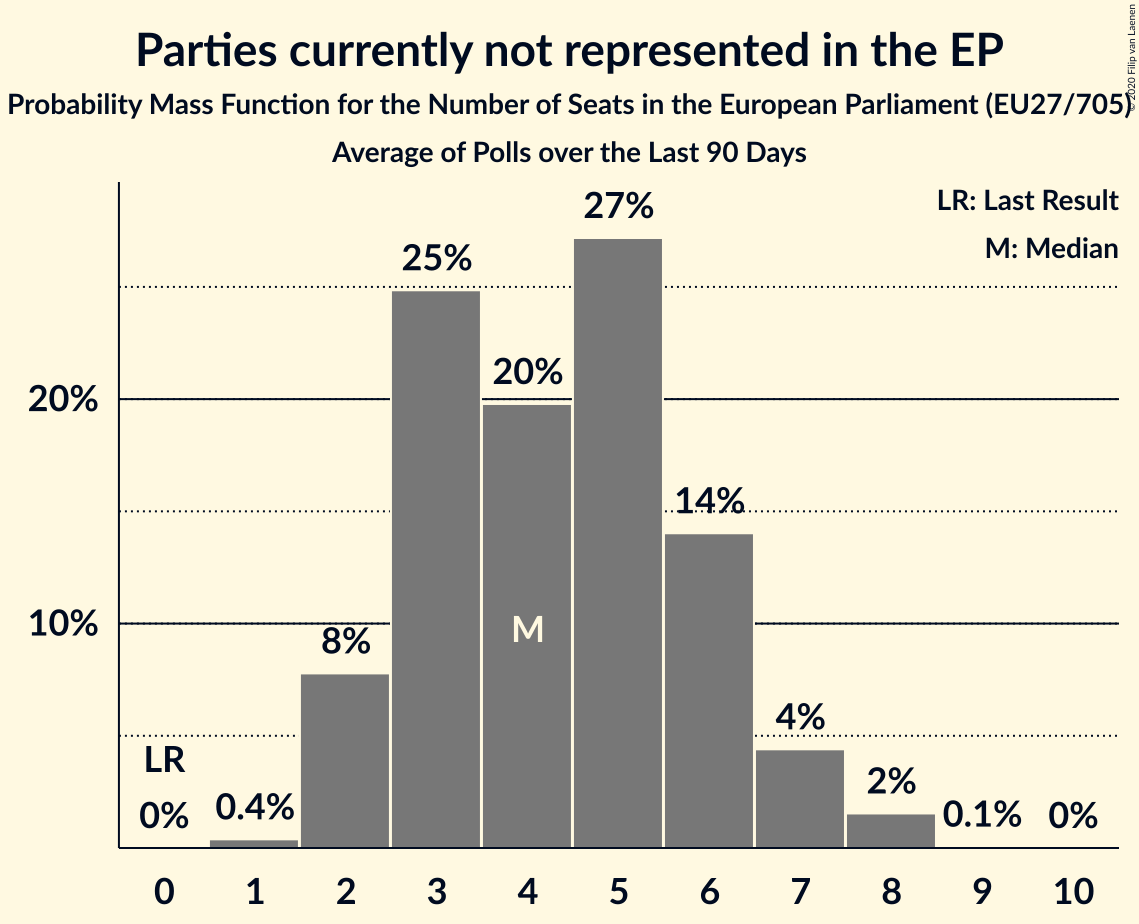 Parties currently not represented in the EP
Probability Mass Function for the Number of Seats in the European Parliament (EU27/705)
Average of Polls over the Last 90 Days
© 2020 Filip van Laenen
LR: Last Result
M: Median
27%
25%
20%
20%
14%
10%
M
8%
4%
LR
2%
0%
0.4%
0.1%
0%
0 1 2 3 4 5 6 7 8 9 10